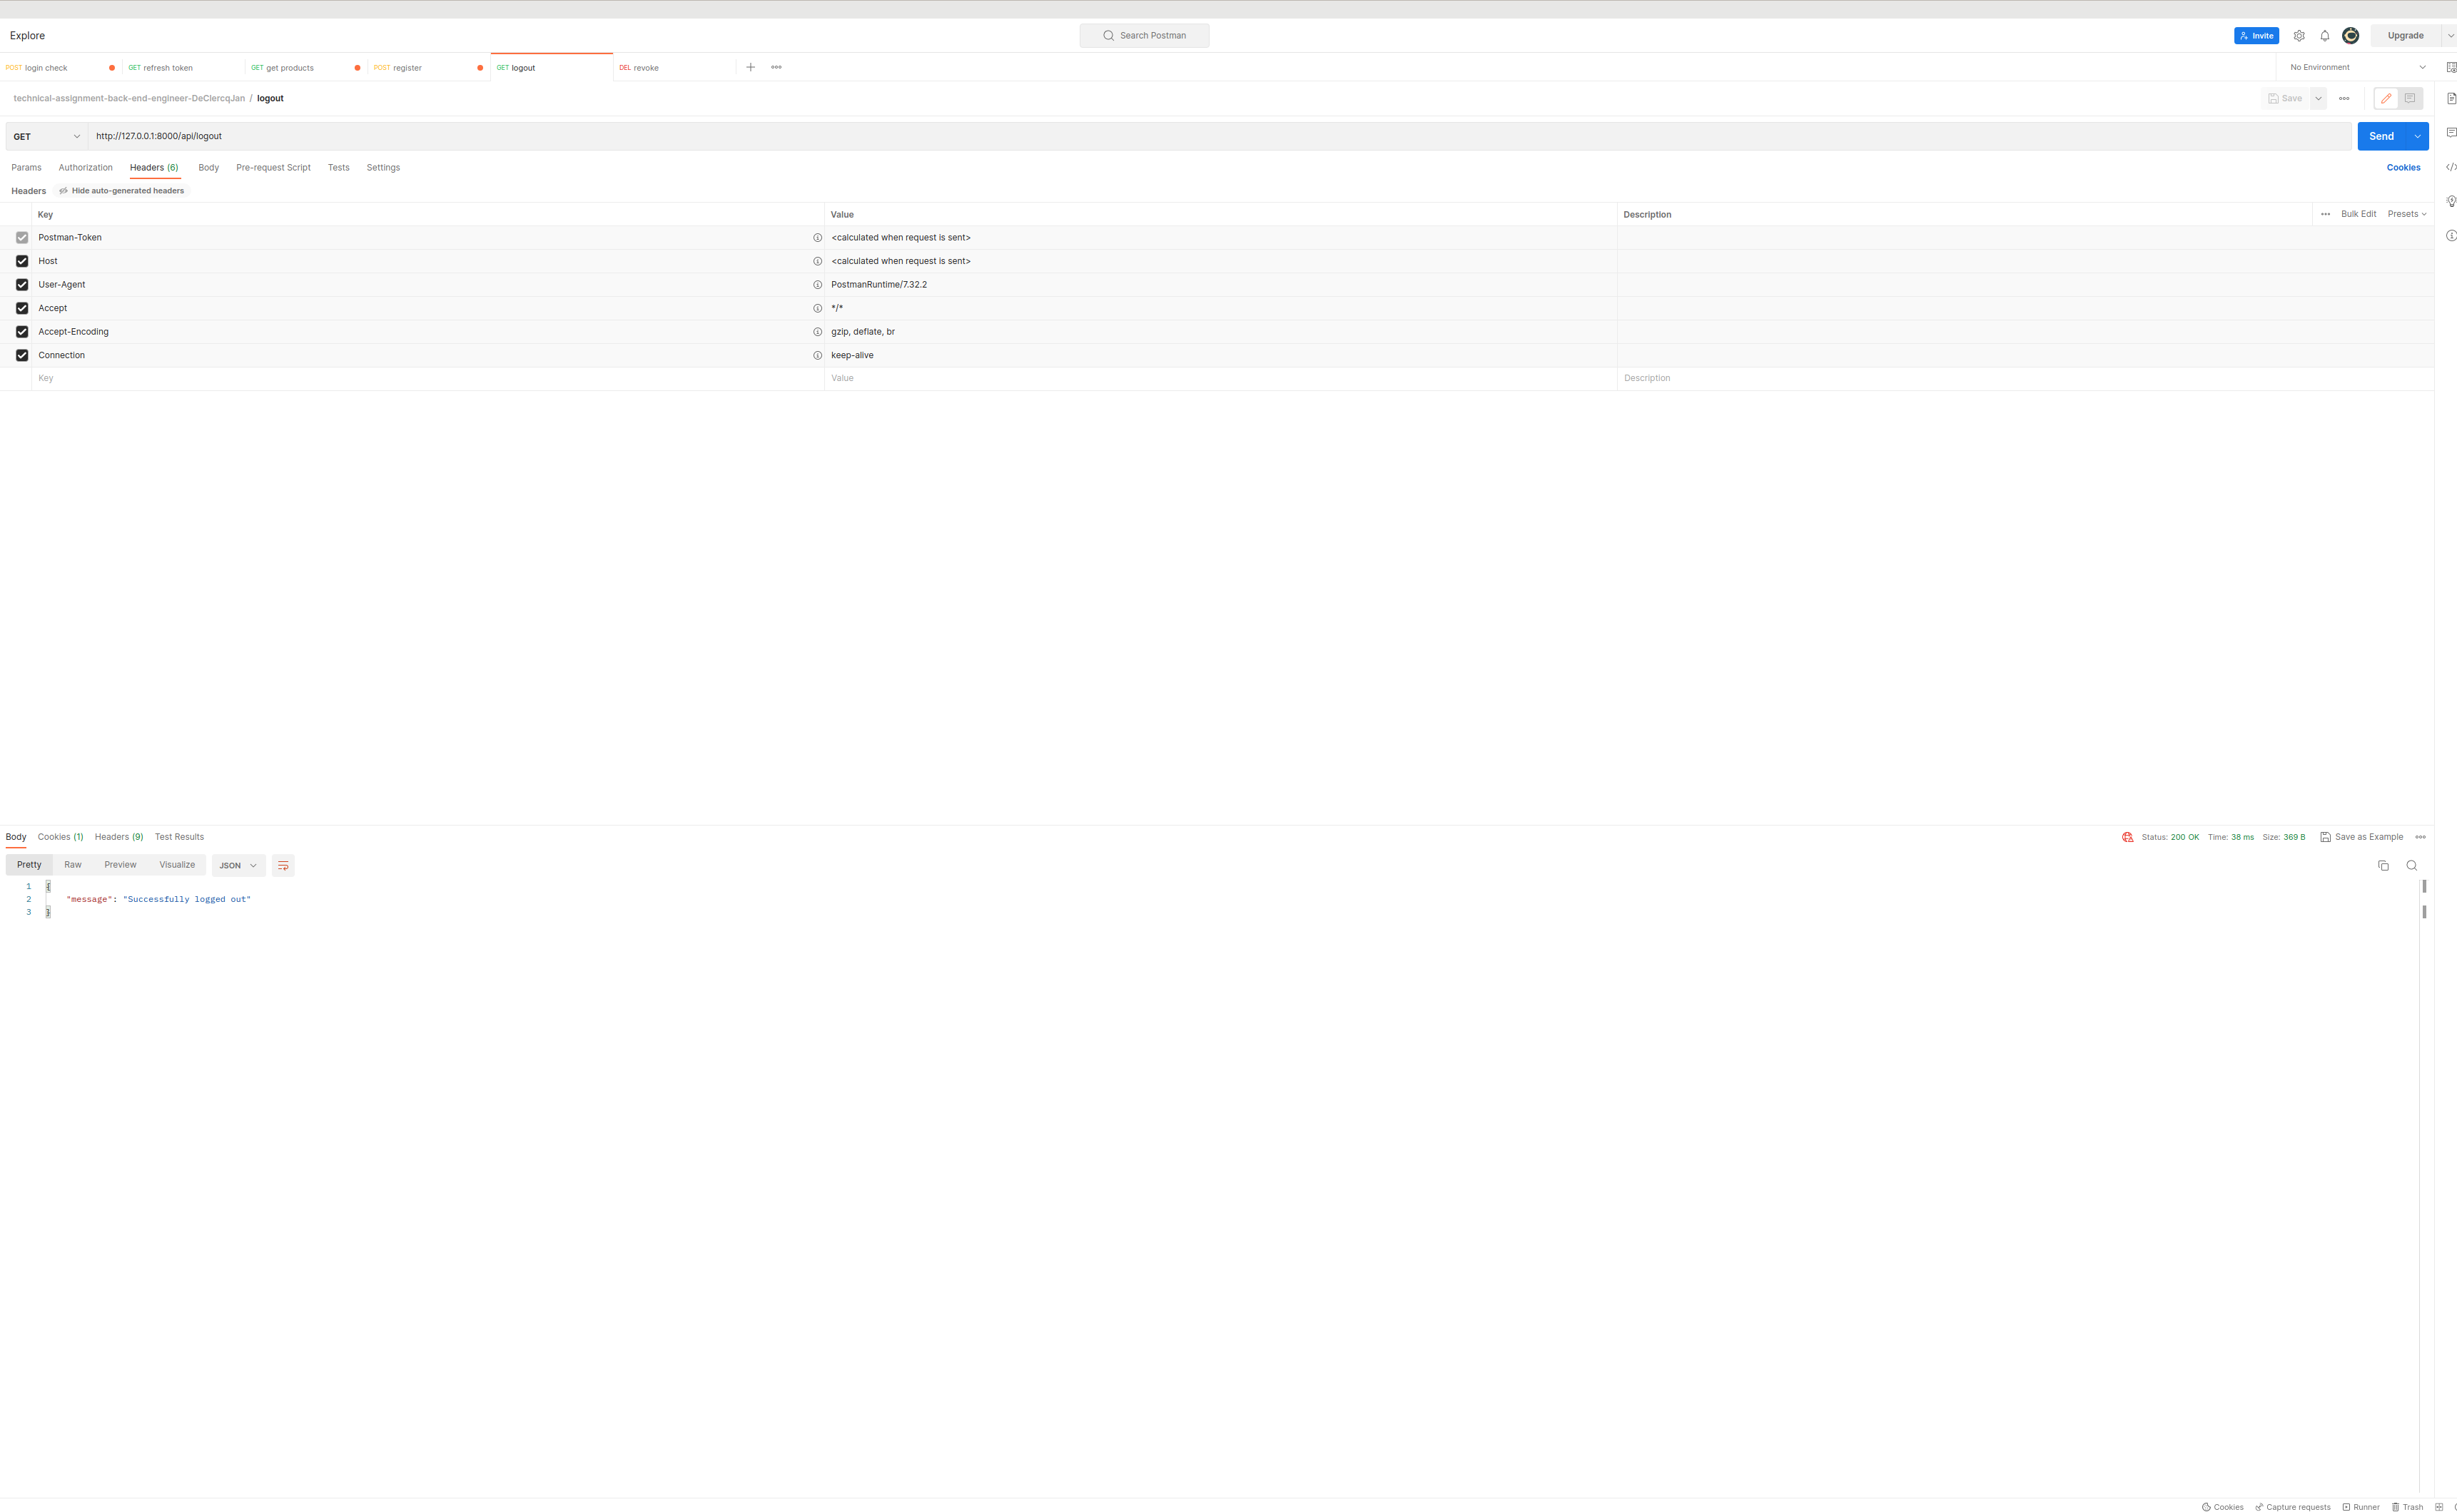 Explore
Search Postman
Invite
Upgrade
POST login check
GET refresh token
GET get products
POST register
GET logout
DEL revoke
No Environment
technical-assignment-back-end-engineer-DeClercqJan / logout
Save
GET
http://127.0.0.1:8000/api/logout
Send
Params Authorization Headers (6) Body Pre-request Script Tests Settings
Cookies
Headers Hide auto-generated headers
Key Value Description Bulk Edit Presets
Postman-Token <calculated when request is sent>
Host <calculated when request is sent>
User-Agent PostmanRuntime/7.32.2
Accept */*
Accept-Encoding gzip, deflate, br
Connection keep-alive
Key Value Description
Body Cookies (1) Headers (9) Test Results
Status: 200 OK Time: 38 ms Size: 369 B Save as Example
Pretty Raw Preview Visualize JSON
1 {
2 "message": "Successfully logged out"
3 }
Cookies Capture requests Runner Trash